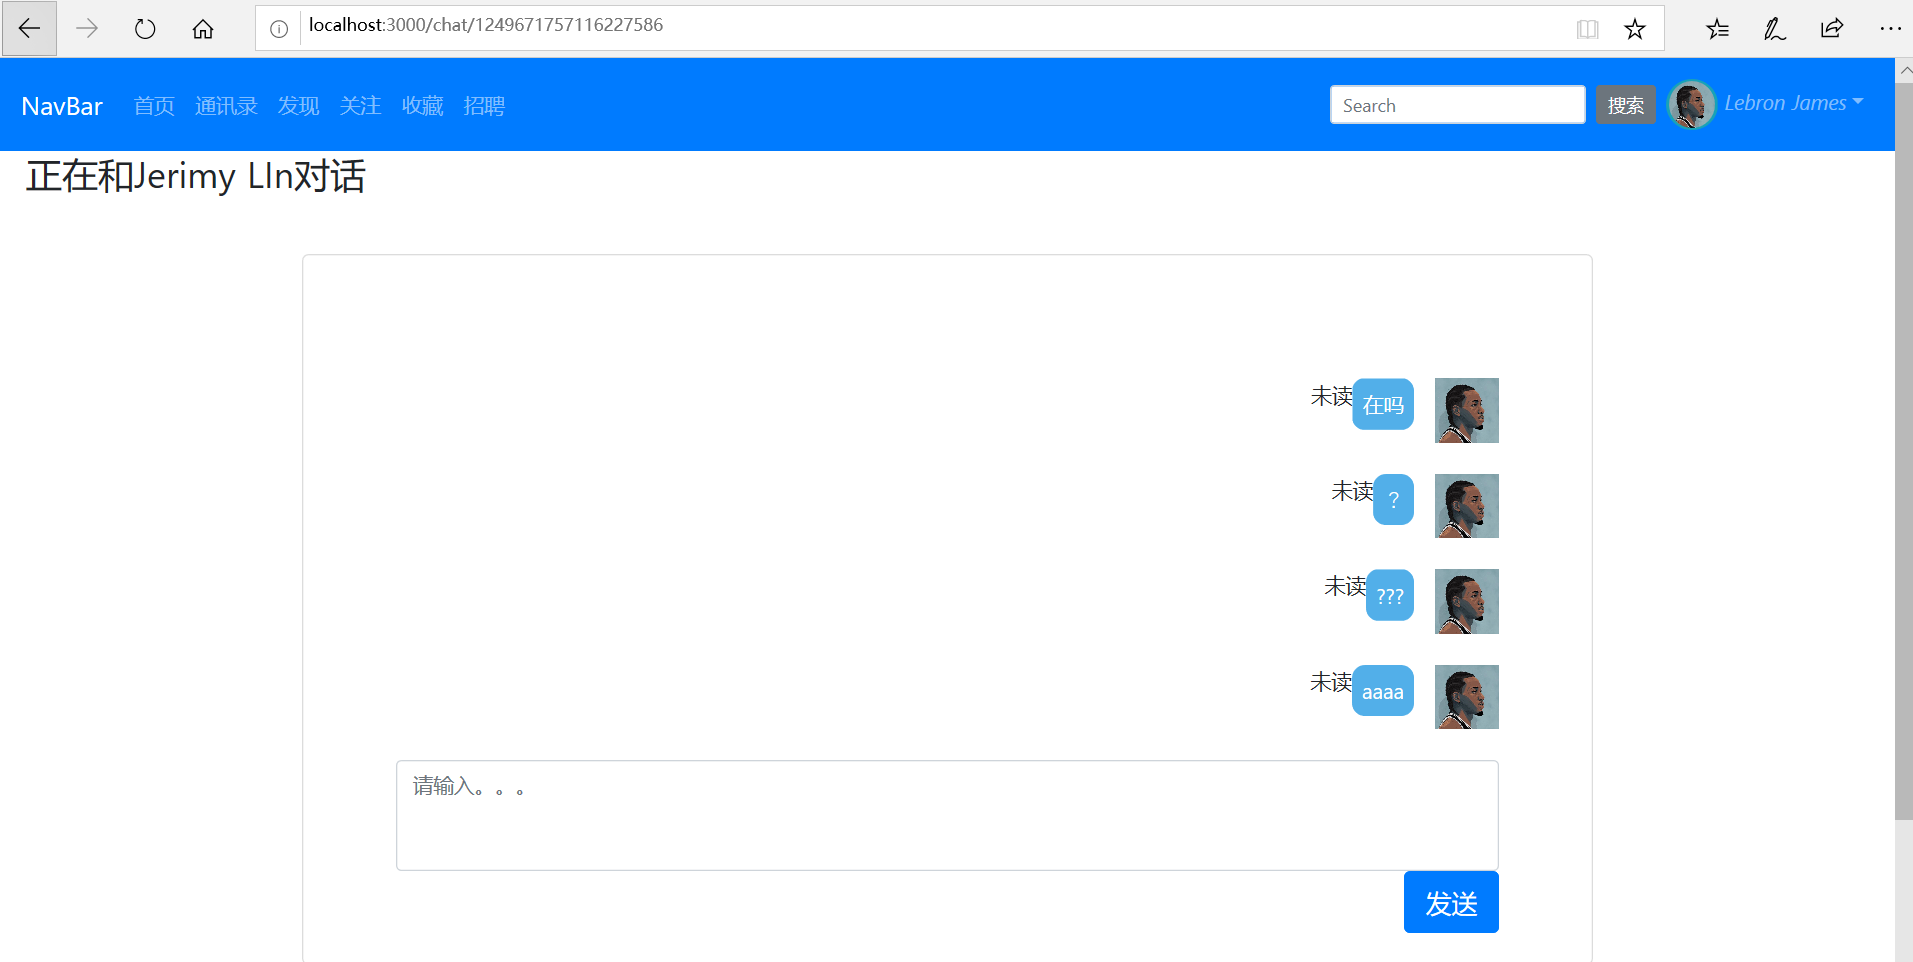 localhost:3000/chat/1249671757116227586
NavBar 首页 通讯录 发现 关注 收藏 招聘 Search 搜索 Lebron James
正在和Jerimy LIn对话
未读 在吗
未读 ?
未读 ???
未读 aaaa
请输入。。。
发送